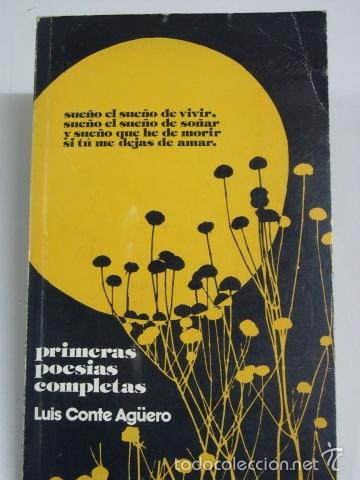 sueño el sueño de vivir,
sueño el sueño de soñar
y sueño que he de morir
si tú me dejas de amar.
primeras
poesias
completas
Luis Conte Agüero
todocoleccion.net